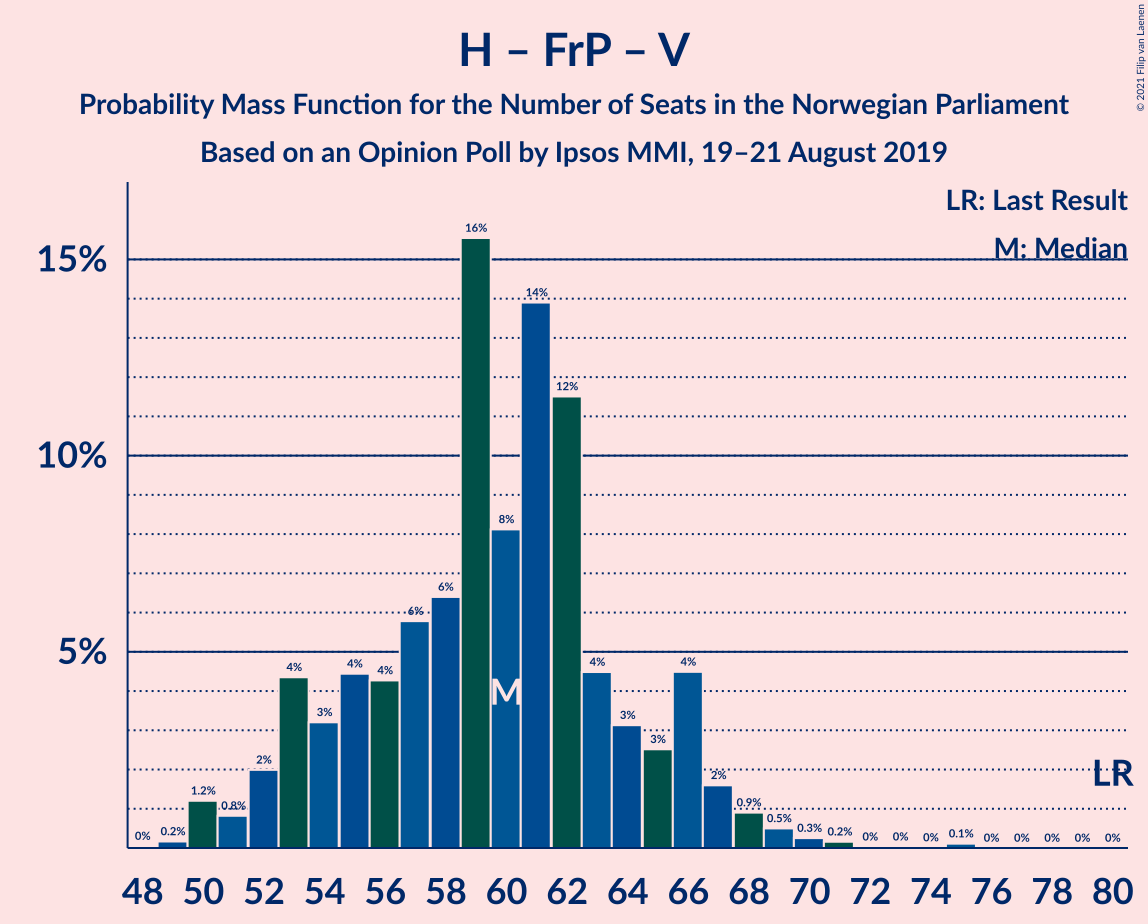 © 2021 Filip van Laenen
H – FrP – V
Probability Mass Function for the Number of Seats in the Norwegian Parliament
Based on an Opinion Poll by Ipsos MMI, 19–21 August 2019
LR: Last Result
M: Median
15%
10%
5%
0% 0.2% 1.2% 0.8% 2% 4% 3% 4% 4% 6% 6% 16% 8% 14% 12% 4% 3% 3% 4% 2% 0.9% 0.5% 0.3% 0.2% 0% 0% 0% 0.1% 0% 0% 0% 0% 0%
M
LR
48 50 52 54 56 58 60 62 64 66 68 70 72 74 76 78 80